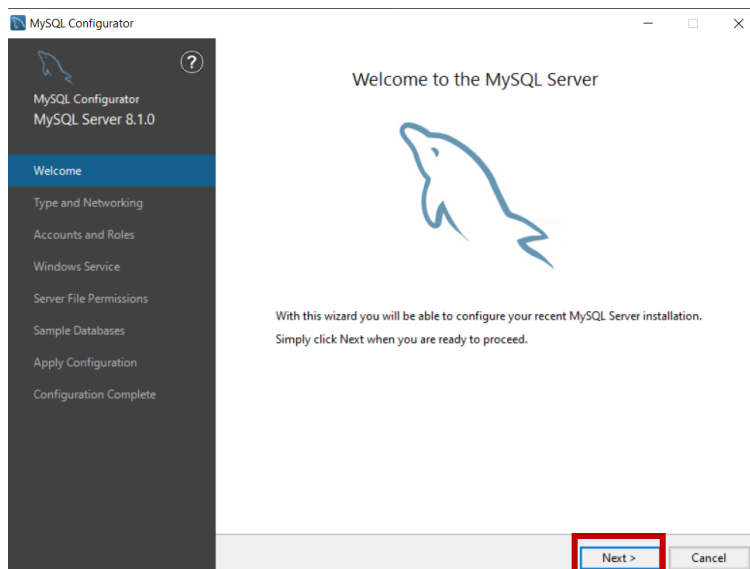 MySQL Configurator
?
MySQL Configurator
MySQL Server 8.1.0
Welcome
Type and Networking
Accounts and Roles
Windows Service
Server File Permissions
Sample Databases
Apply Configuration
Configuration Complete
Welcome to the MySQL Server
With this wizard you will be able to configure your recent MySQL Server installation.
Simply click Next when you are ready to proceed.
Next >
Cancel